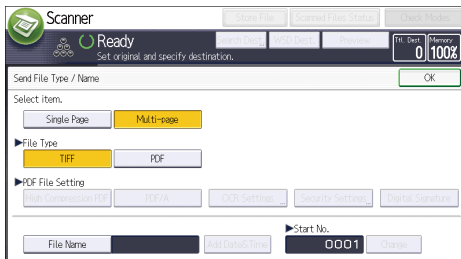 Scanner
Store File
Scanned Files Status
Check Modes
Ready
Search Dest.
WSD Dest.
Preview
Ttl. Dest.
Memory
Set original and specify destination.
0
100%
Send File Type / Name
OK
Select item.
Single Page
Multi-page
▶File Type
TIFF
PDF
▶PDF File Setting
High Compression PDF
PDF/A
OCR Settings
Security Settings
Digital Signature
▶Start No.
File Name
Add Date&Time
0001
Change